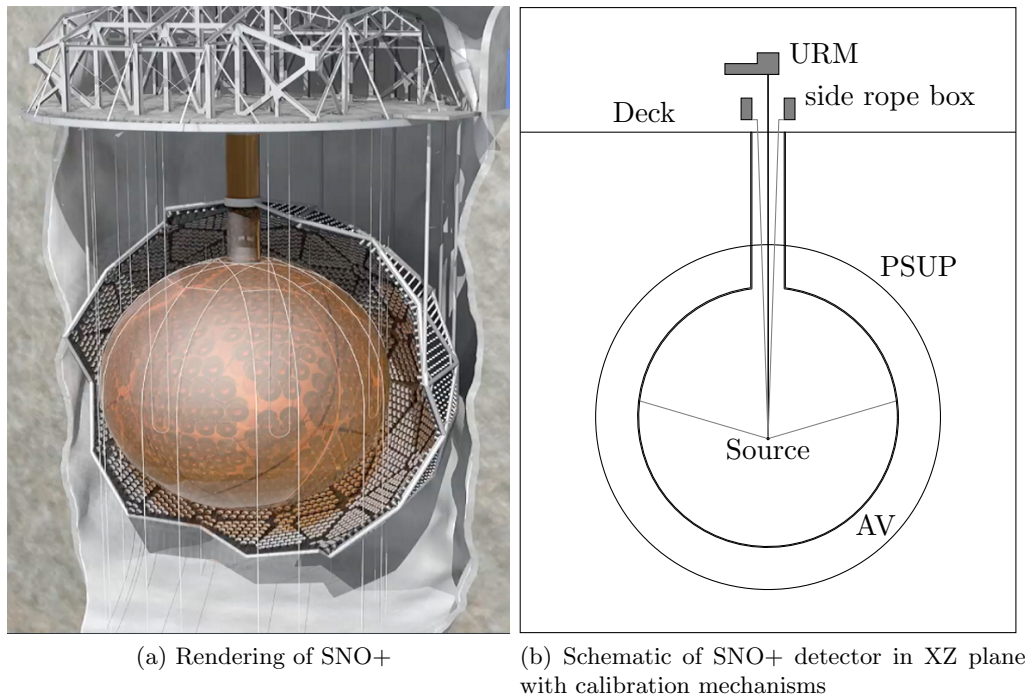 URM
side rope box
Deck
PSUP
Source
AV
(a) Rendering of SNO+
(b) Schematic of SNO+ detector in XZ plane
with calibration mechanisms